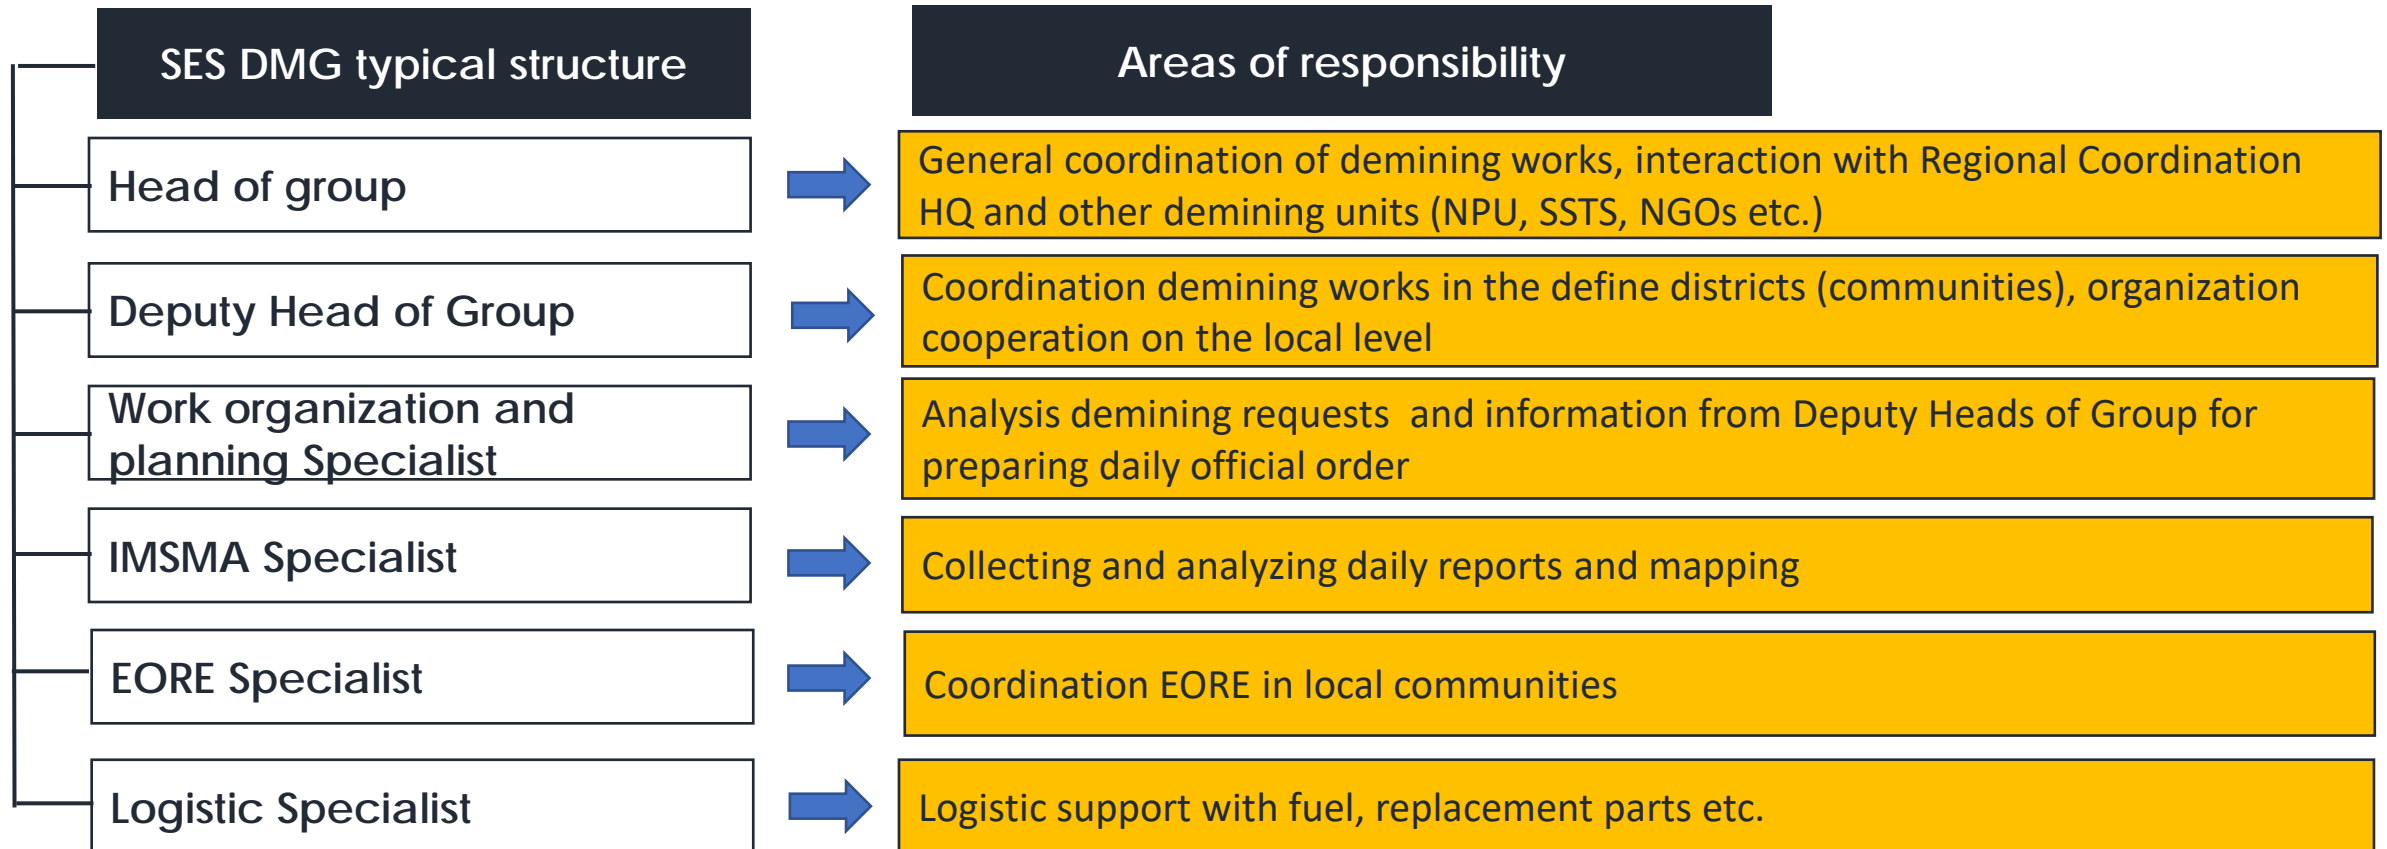 SES DMG typical structure
Areas of responsibility
Head of group
General coordination of demining works, interaction with Regional Coordination
HQ and other demining units (NPU, SSTS, NGOs etc.)
Deputy Head of Group
Coordination demining works in the define districts (communities), organization
cooperation on the local level
Work organization and
planning Specialist
Analysis demining requests  and information from Deputy Heads of Group for
preparing daily official order
IMSMA Specialist
Collecting and analyzing daily reports and mapping
EORE Specialist
Coordination EORE in local communities
Logistic Specialist
Logistic support with fuel, replacement parts etc.